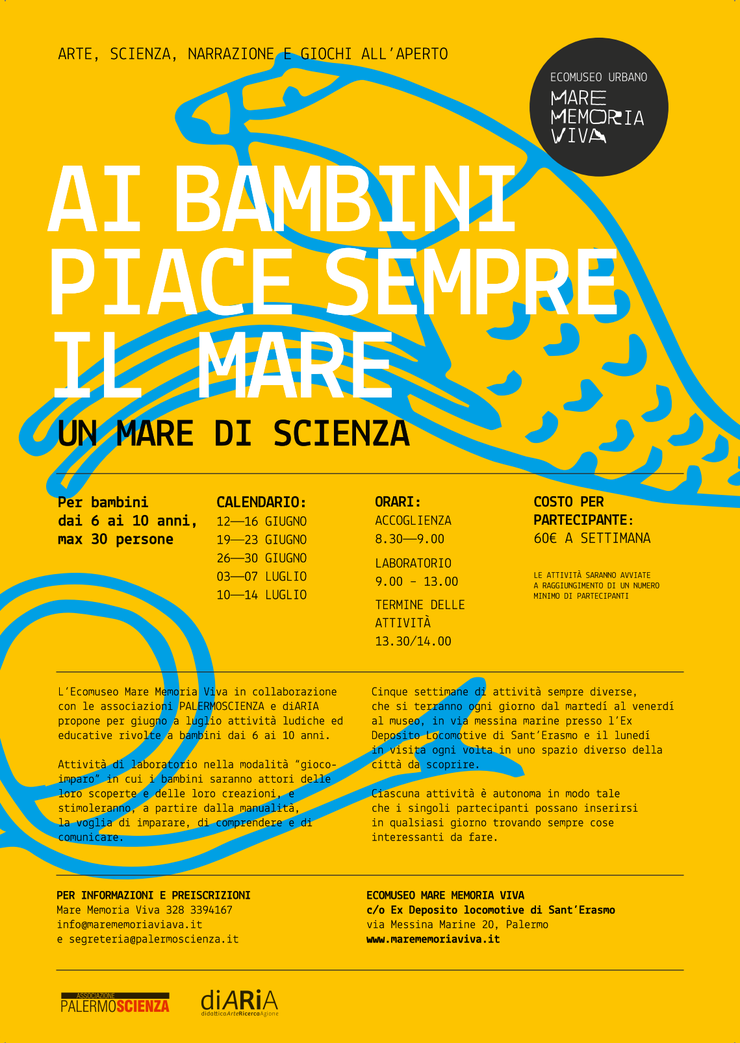 ARTE, SCIENZA, NARRAZIONE E GIOCHI ALL'APERTO
ECOMUSEO URBANO
MARE
MEMORIA
VIVA
AI BAMBINI
PIACE SEMPRE
IL MARE
UN MARE DI SCIENZA
Per bambini
dai 6 ai 10 anni,
max 30 persone
CALENDARIO:
12––16 GIUGNO
19––23 GIUGNO
26––30 GIUGNO
03––07 LUGLIO
10––14 LUGLIO
ORARI:
ACCOGLIENZA
8.30––9.00
LABORATORIO
9.00 – 13.00
TERMINE DELLE
ATTIVITÀ
13.30/14.00
COSTO PER
PARTECIPANTE:
60€ A SETTIMANA
LE ATTIVITÀ SARANNO AVVIATE
A RAGGIUNGIMENTO DI UN NUMERO
MINIMO DI PARTECIPANTI
L'Ecomuseo Mare Memoria Viva in collaborazione
con le associazioni PALERMOSCIENZA e diARIA
propone per giugno a luglio attività ludiche ed
educative rivolte a bambini dai 6 ai 10 anni.
Attività di laboratorio nella modalità "gioco-
imparo" in cui i bambini saranno attori delle
loro scoperte e delle loro creazioni, e
stimoleranno, a partire dalla manualità,
la voglia di imparare, di comprendere e di
comunicare.
Cinque settimane di attività sempre diverse,
che si terranno ogni giorno dal martedí al venerdí
al museo, in via messina marine presso l'Ex
Deposito Locomotive di Sant'Erasmo e il lunedí
in visita ogni volta in uno spazio diverso della
città da scoprire.
Ciascuna attività è autonoma in modo tale
che i singoli partecipanti possano inserirsi
in qualsiasi giorno trovando sempre cose
interessanti da fare.
PER INFORMAZIONI E PREISCRIZIONI
Mare Memoria Viva 328 3394167
info@marememoriaviava.it
e segreteria@palermoscienza.it
ECOMUSEO MARE MEMORIA VIVA
c/o Ex Deposito locomotive di Sant'Erasmo
via Messina Marine 20, Palermo
www.marememoriaviva.it
ASSOCIAZIONE
PALERMOSCIENZA
diARiA
didatticaArteRicercaAzione